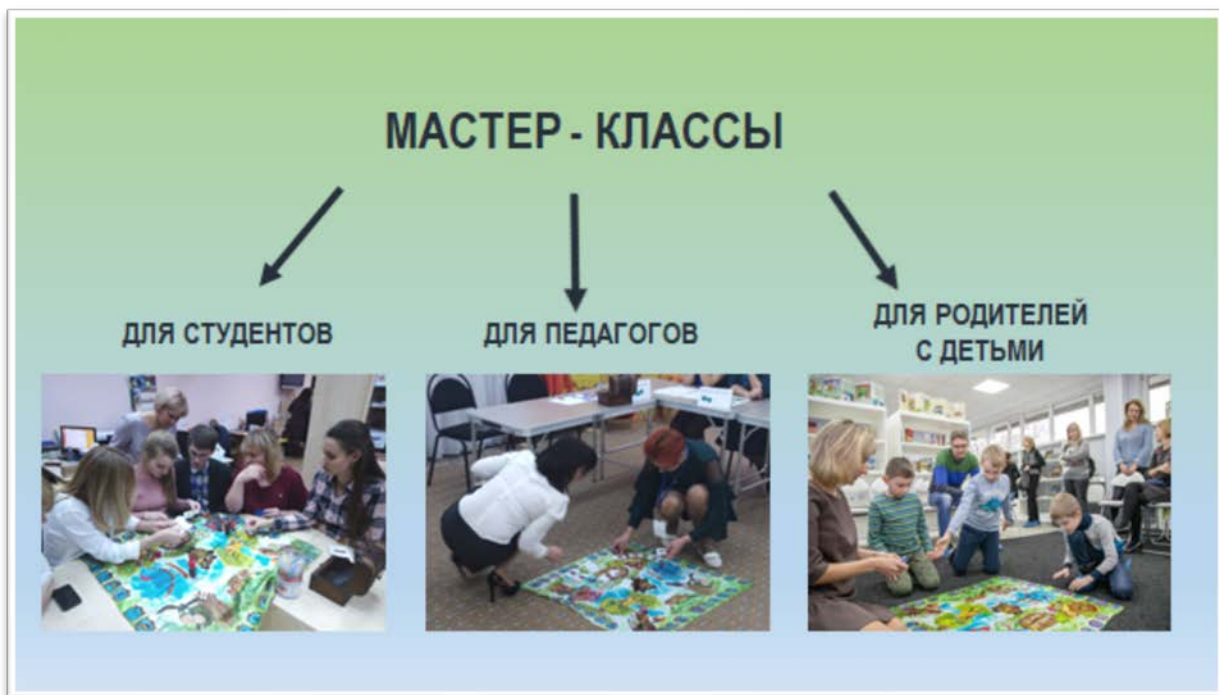 МАСТЕР - КЛАССЫ
ДЛЯ СТУДЕНТОВ
ДЛЯ ПЕДАГОГОВ
ДЛЯ РОДИТЕЛЕЙ
С ДЕТЬМИ